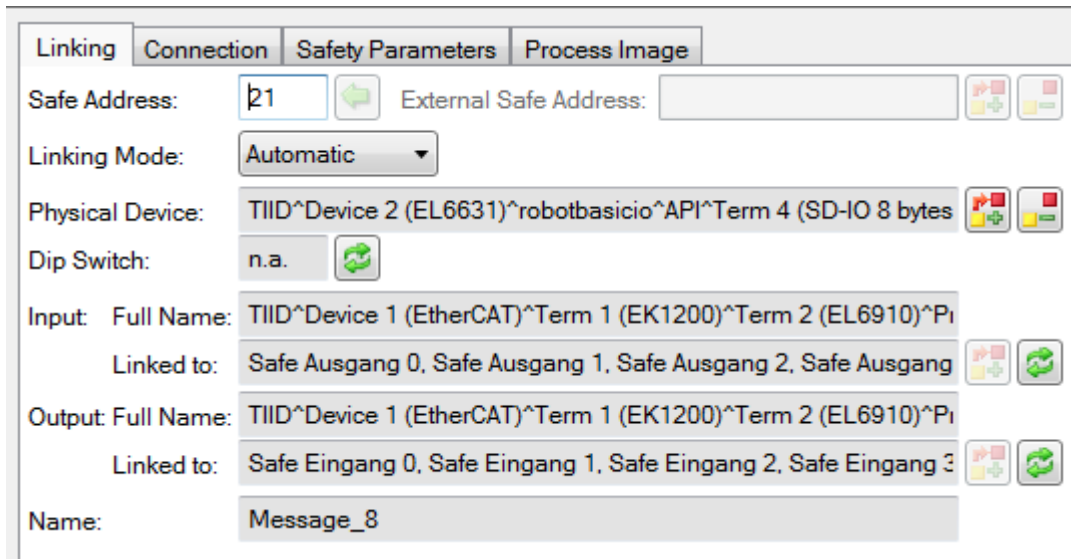 Linking Connection Safety Parameters Process Image
Safe Address: 21 External Safe Address:
Linking Mode: Automatic
Physical Device: TIID^Device 2 (EL6631)^robotbasicio^API^Term 4 (SD-IO 8 bytes
Dip Switch: n.a.
Input: Full Name: TIID^Device 1 (EtherCAT)^Term 1 (EK1200)^Term 2 (EL6910)^
Linked to: Safe Ausgang 0, Safe Ausgang 1, Safe Ausgang 2, Safe Ausgang
Output: Full Name: TIID^Device 1 (EtherCAT)^Term 1 (EK1200)^Term 2 (EL6910)^
Linked to: Safe Eingang 0, Safe Eingang 1, Safe Eingang 2, Safe Eingang 3
Name: Message_8